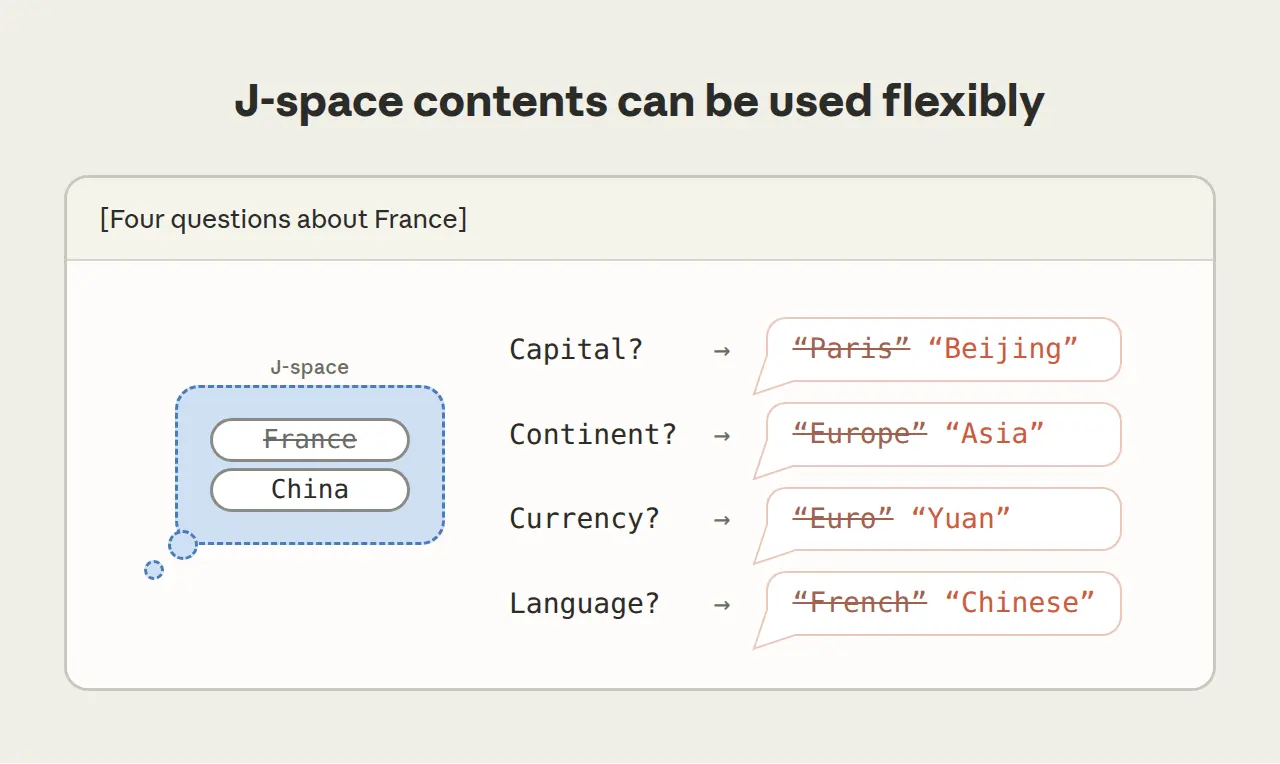 J-space contents can be used flexibly
[Four questions about France]
J-space
France
China
Capital? → “Paris” “Beijing”
Continent? → “Europe” “Asia”
Currency? → “Euro” “Yuan”
Language? → “French” “Chinese”